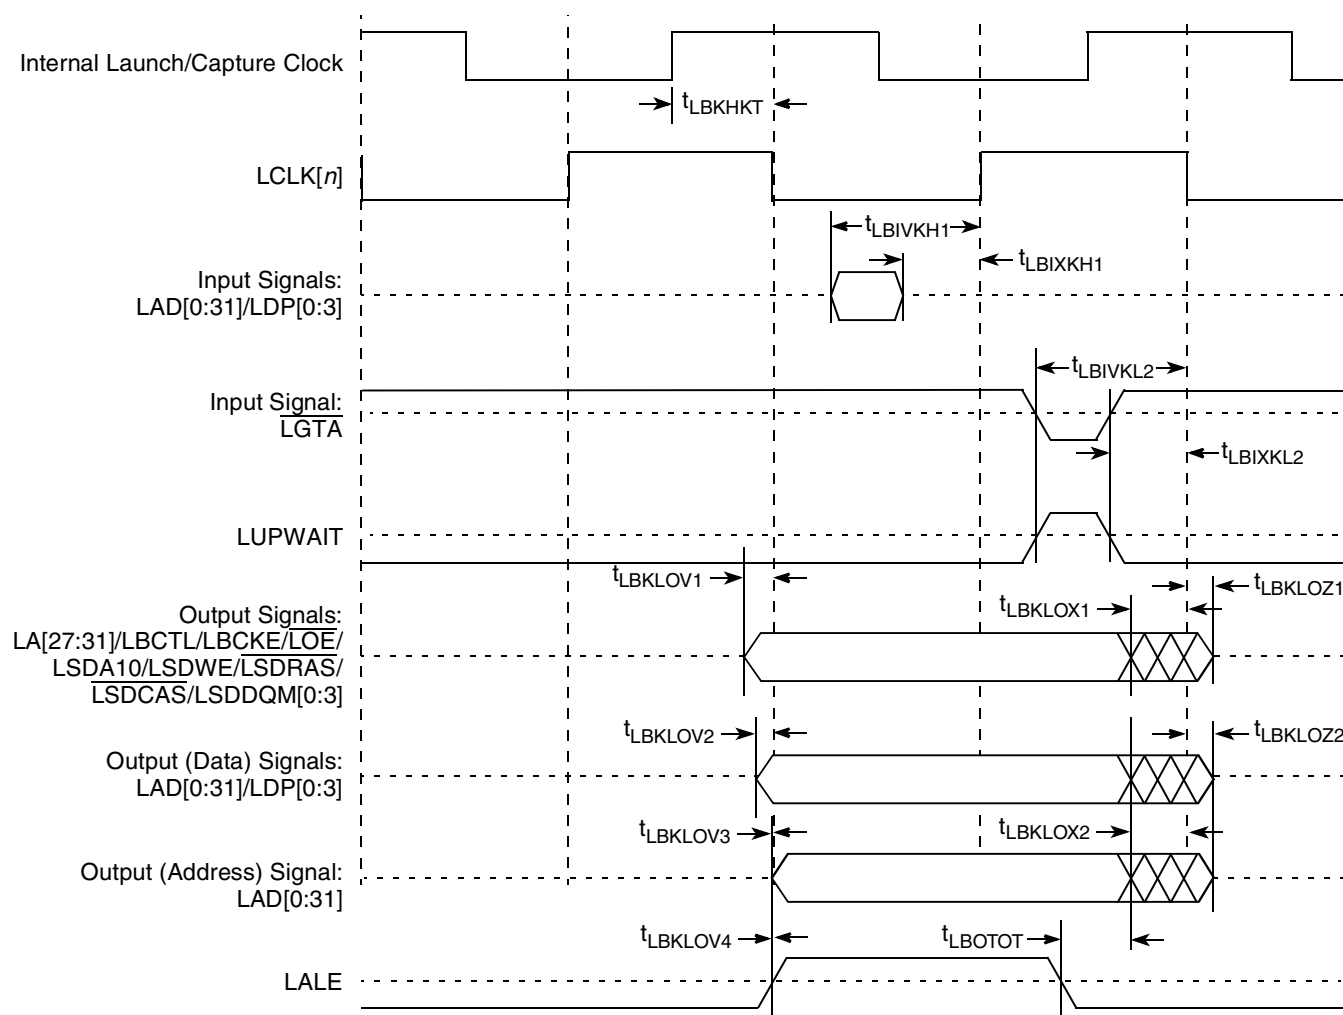 Internal Launch/Capture Clock
tLBKHKT
LCLK[n]
tLBIVKH1
tLBIXKH1
Input Signals:
LAD[0:31]/LDP[0:3]
tLBIVKL2
Input Signal:
LGTA
tLBIXKL2
LUPWAIT
tLBKLOV1
tLBKLOZ1
tLBKLOX1
Output Signals:
LA[27:31]/LBCTL/LBCKE/LOE/
LSDA10/LSDWE/LSDRAS/
LSDCAS/LSDDQM[0:3]
tLBKLOV2
tLBKLOZ2
Output (Data) Signals:
LAD[0:31]/LDP[0:3]
tLBKLOV3
tLBKLOX2
Output (Address) Signal:
LAD[0:31]
tLBKLOV4
tLBOTOT
LALE